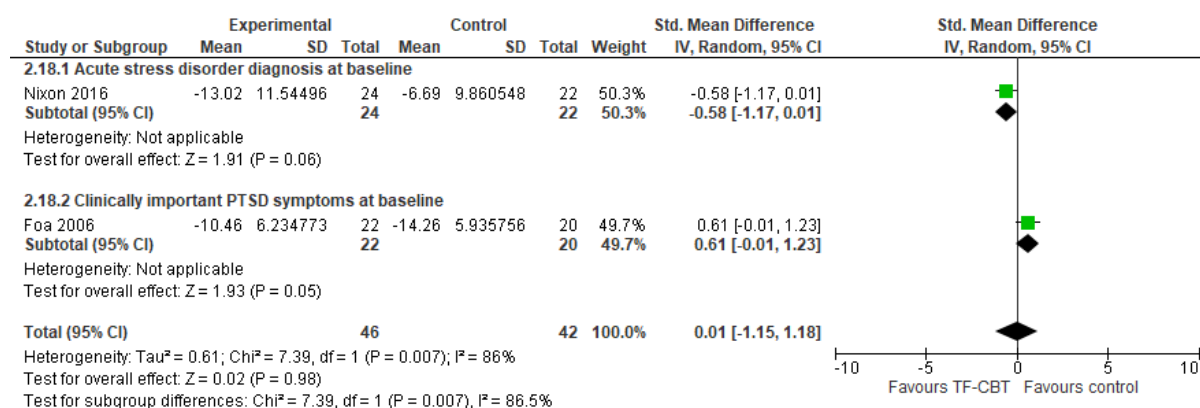 Experimental Control Std. Mean Difference Std. Mean Difference
Study or Subgroup Mean SD Total Mean SD Total Weight IV, Random, 95% CI IV, Random, 95% CI
2.18.1 Acute stress disorder diagnosis at baseline
Nixon 2016 -13.02 11.54496 24 -6.69 9.860548 22 50.3% -0.58 [-1.17, 0.01]
Subtotal (95% CI) 24 22 50.3% -0.58 [-1.17, 0.01]
Heterogeneity: Not applicable
Test for overall effect: Z = 1.91 (P = 0.06)
2.18.2 Clinically important PTSD symptoms at baseline
Foa 2006 -10.46 6.234773 22 -14.26 5.935756 20 49.7% 0.61 [-0.01, 1.23]
Subtotal (95% CI) 22 20 49.7% 0.61 [-0.01, 1.23]
Heterogeneity: Not applicable
Test for overall effect: Z = 1.93 (P = 0.05)
Total (95% CI) 46 42 100.0% 0.01 [-1.15, 1.18]
Heterogeneity: Tau² = 0.61; Chi² = 7.39, df = 1 (P = 0.007); I² = 86%
Test for overall effect: Z = 0.02 (P = 0.98)
Test for subgroup differences: Chi² = 7.39, df = 1 (P = 0.007), I² = 86.5%
-10 -5 0 5 10
Favours TF-CBT Favours control